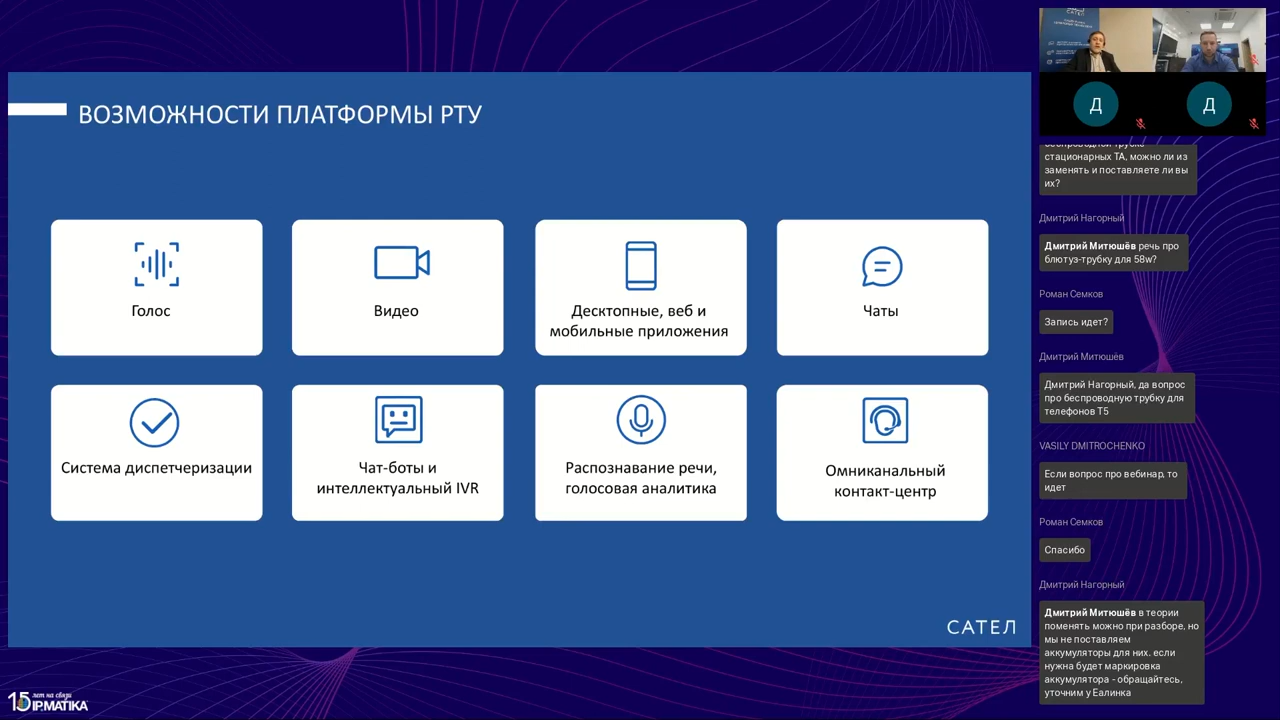 ВОЗМОЖНОСТИ ПЛАТФОРМЫ РТУ
Голос
Видео
Десктопные, веб и
мобильные приложения
Чаты
Система диспетчеризации
Чат-боты и
интеллектуальный IVR
Распознавание речи,
голосовая аналитика
Омниканальный
контакт-центр
САТЕЛ
15 лет на связи
IPMATIKA
САТЕЛ
Д
Д
стационарных ТА, можно ли из
заменять и поставляете ли вы
их?
Дмитрий Нагорный
Дмитрий Митюшёв речь про
блютуз-трубку для 58w?
Роман Семков
Запись идет?
Дмитрий Митюшёв
Дмитрий Нагорный, да вопрос
про беспроводную трубку для
телефонов Т5
VASILY DMITROCHENKO
Если вопрос про вебинар, то
идет
Роман Семков
Спасибо
Дмитрий Нагорный
Дмитрий Митюшёв в теории
поменять можно при разборе, но
мы не поставляем
аккумуляторы для них. если
нужна будет маркировка
аккумулятора - обращайтесь,
уточним у Еалинка